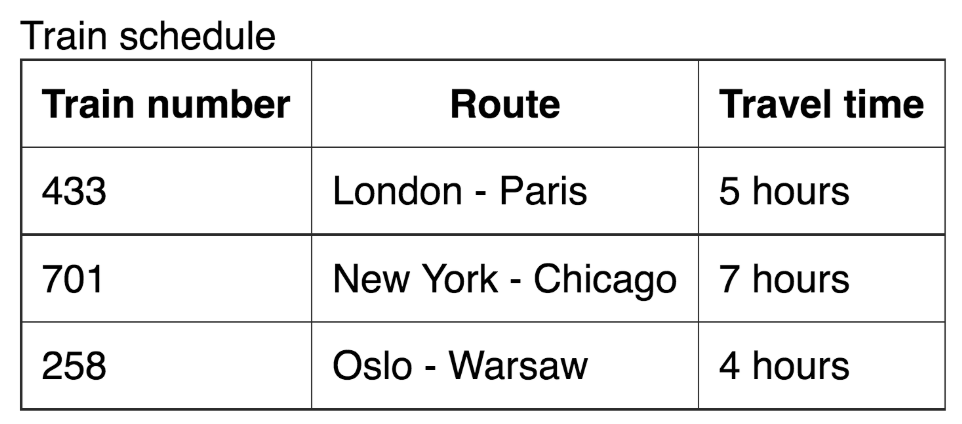 Train schedule
Train number Route Travel time
433 London - Paris 5 hours
701 New York - Chicago 7 hours
258 Oslo - Warsaw 4 hours